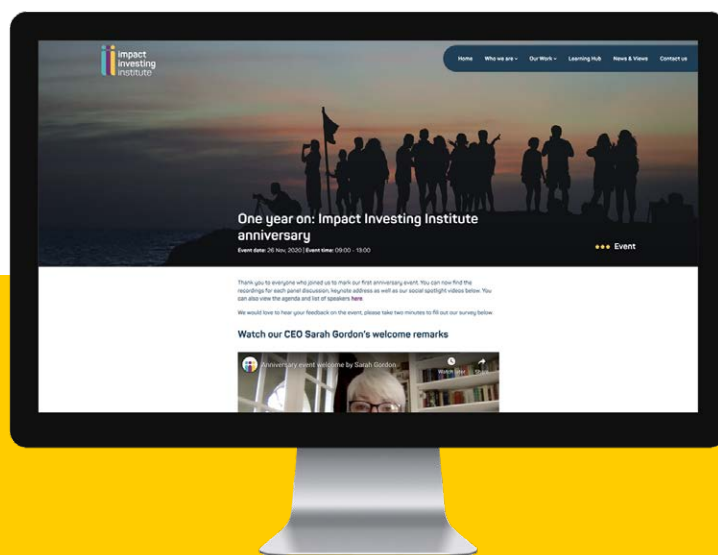 impact
investing
institute
Home Who we are Our Work Learning Hub News & Views Contact us
One year on: Impact Investing Institute
anniversary
Event date: 26 Nov, 2020 | Event time: 09:00 - 13:00
Event
Thank you to everyone who joined us to mark our first anniversary event. You can now find the
recordings for each panel discussion, keynote address as well as our social spotlight videos below. You
can also view the agenda and list of speakers here
We would love to hear your feedback on the event, please take two minutes to fill out our survey below.
Watch our CEO Sarah Gordon's welcome remarks
Anniversary event welcome by Sarah Gordon
Watch later Share